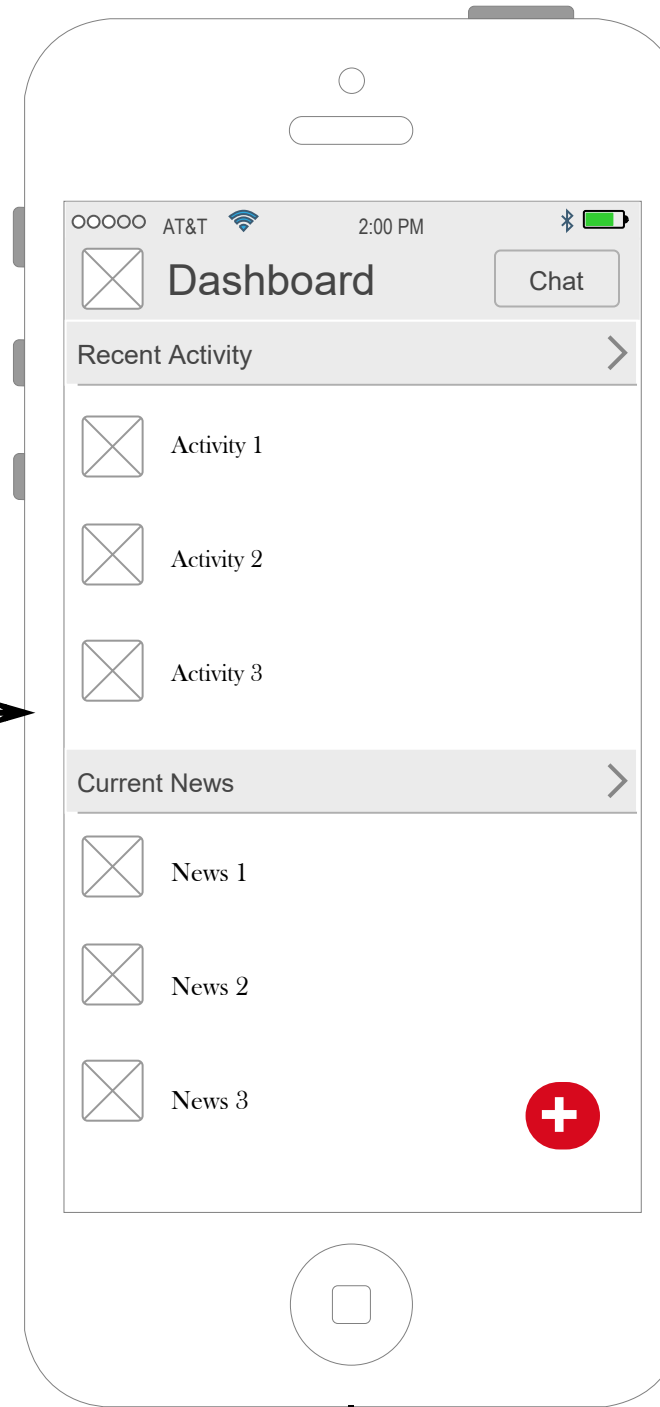 AT&T 2:00 PM
Dashboard Chat
Recent Activity
Activity 1
Activity 2
Activity 3
Current News
News 1
News 2
News 3